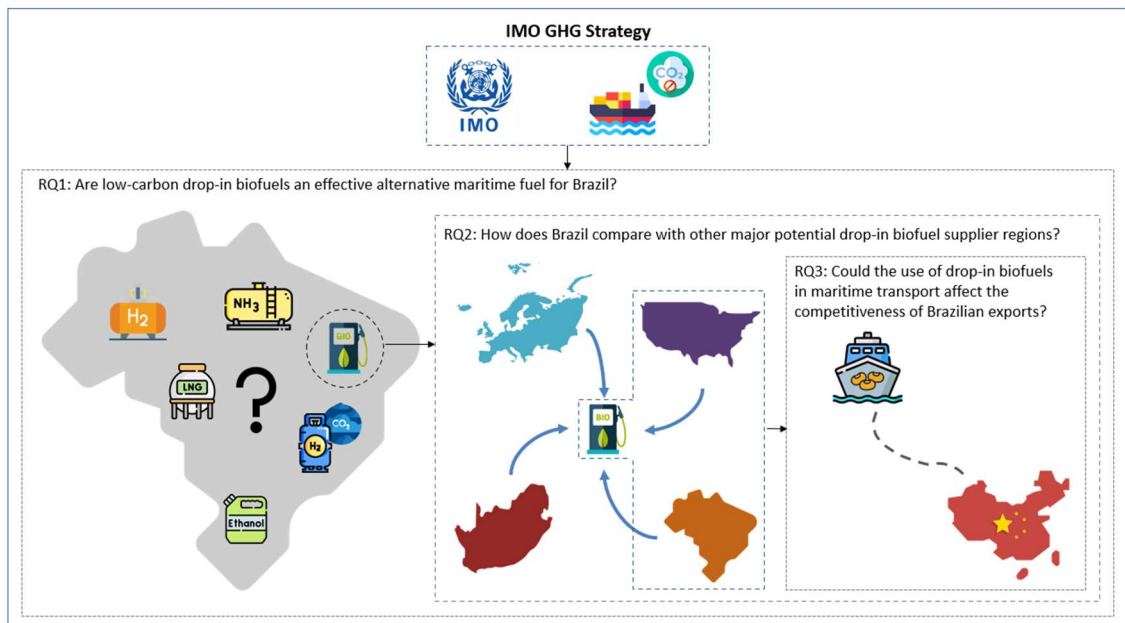 IMO GHG Strategy
IMO
CO₂
RQ1: Are low-carbon drop-in biofuels an effective alternative maritime fuel for Brazil?
RQ2: How does Brazil compare with other major potential drop-in biofuel supplier regions?
RQ3: Could the use of drop-in biofuels
in maritime transport affect the
competitiveness of Brazilian exports?
H₂
NH₃
BIO
LNG
?
CO₂
H₂
Ethanol
BIO